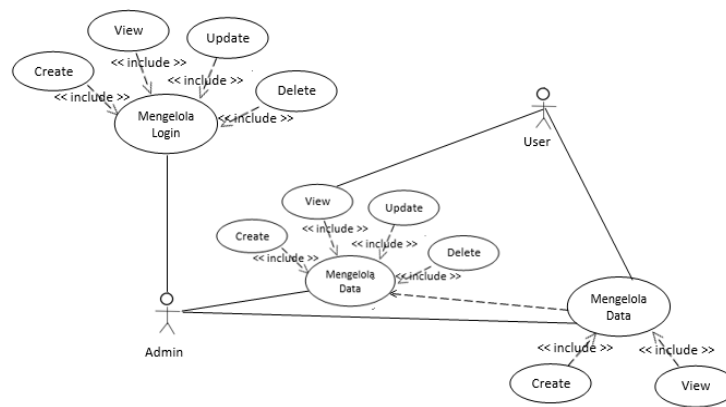 View
Update
<< include >>
<< include >>
Create
<< include >>
Delete
<< include >>
Mengelola
Login
User
View
Update
<< include >>
Create
<< include >>
Delete
<< include >>
<< include >>
Mengelola
Data
Mengelola
Data
Admin
<< include >>
<< include >>
Create
View